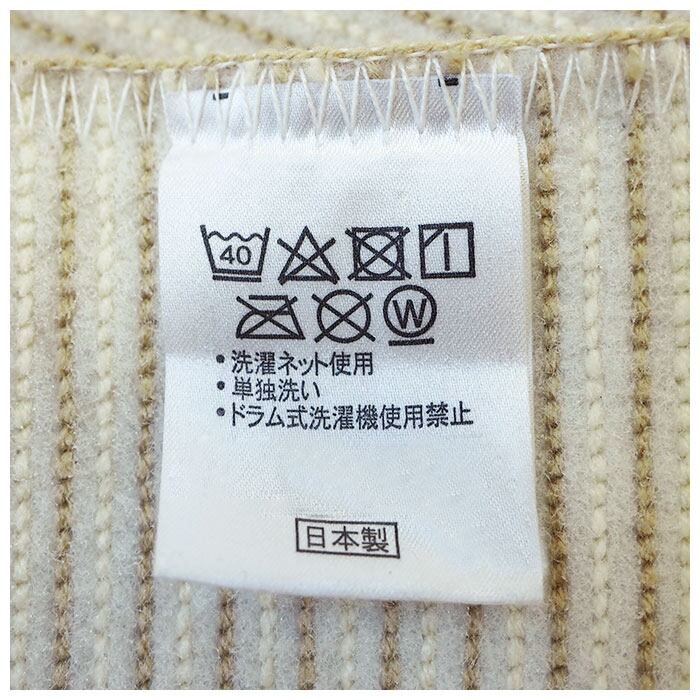 40
W
・洗濯ネット使用
・単独洗い
・ドラム式洗濯機使用禁止
日本製